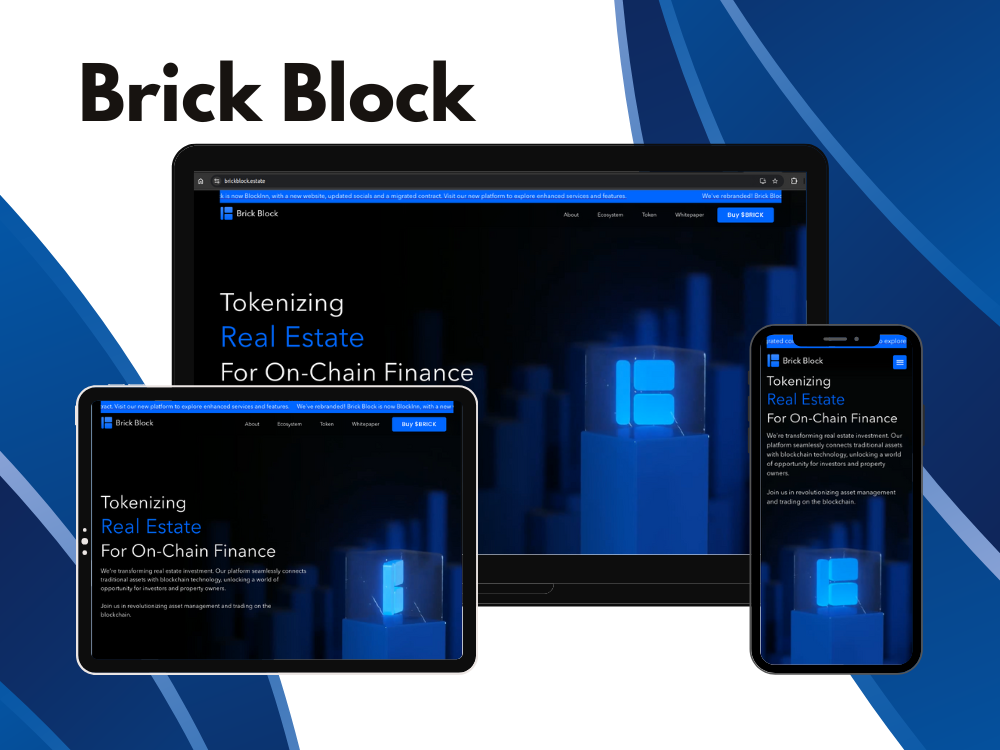 Brick Block
brickblock.estate
k is now BlockInn, with a new website, updated socials and a migrated contract. Visit our new platform to explore enhanced services and features. We've rebranded! Brick Bloc
Brick Block
About Ecosystem Token Whitepaper Buy $BRICK
Tokenizing
Real Estate
For On-Chain Finance
ract. Visit our new platform to explore enhanced services and features. We've rebranded! Brick Block is now BlockInn, with a new
Brick Block
About Ecosystem Token Whitepaper Buy $BRICK
Tokenizing
Real Estate
For On-Chain Finance
We're transforming real estate investment. Our platform seamlessly connects
traditional assets with blockchain technology, unlocking a world of
opportunity for investors and property owners.
Join us in revolutionizing asset management and trading on the
blockchain.
pated co o explore
Brick Block
Tokenizing
Real Estate
For On-Chain Finance
We're transforming real estate investment. Our
platform seamlessly connects traditional assets
with blockchain technology, unlocking a world
of opportunity for investors and property
owners.
Join us in revolutionizing asset management
and trading on the blockchain.